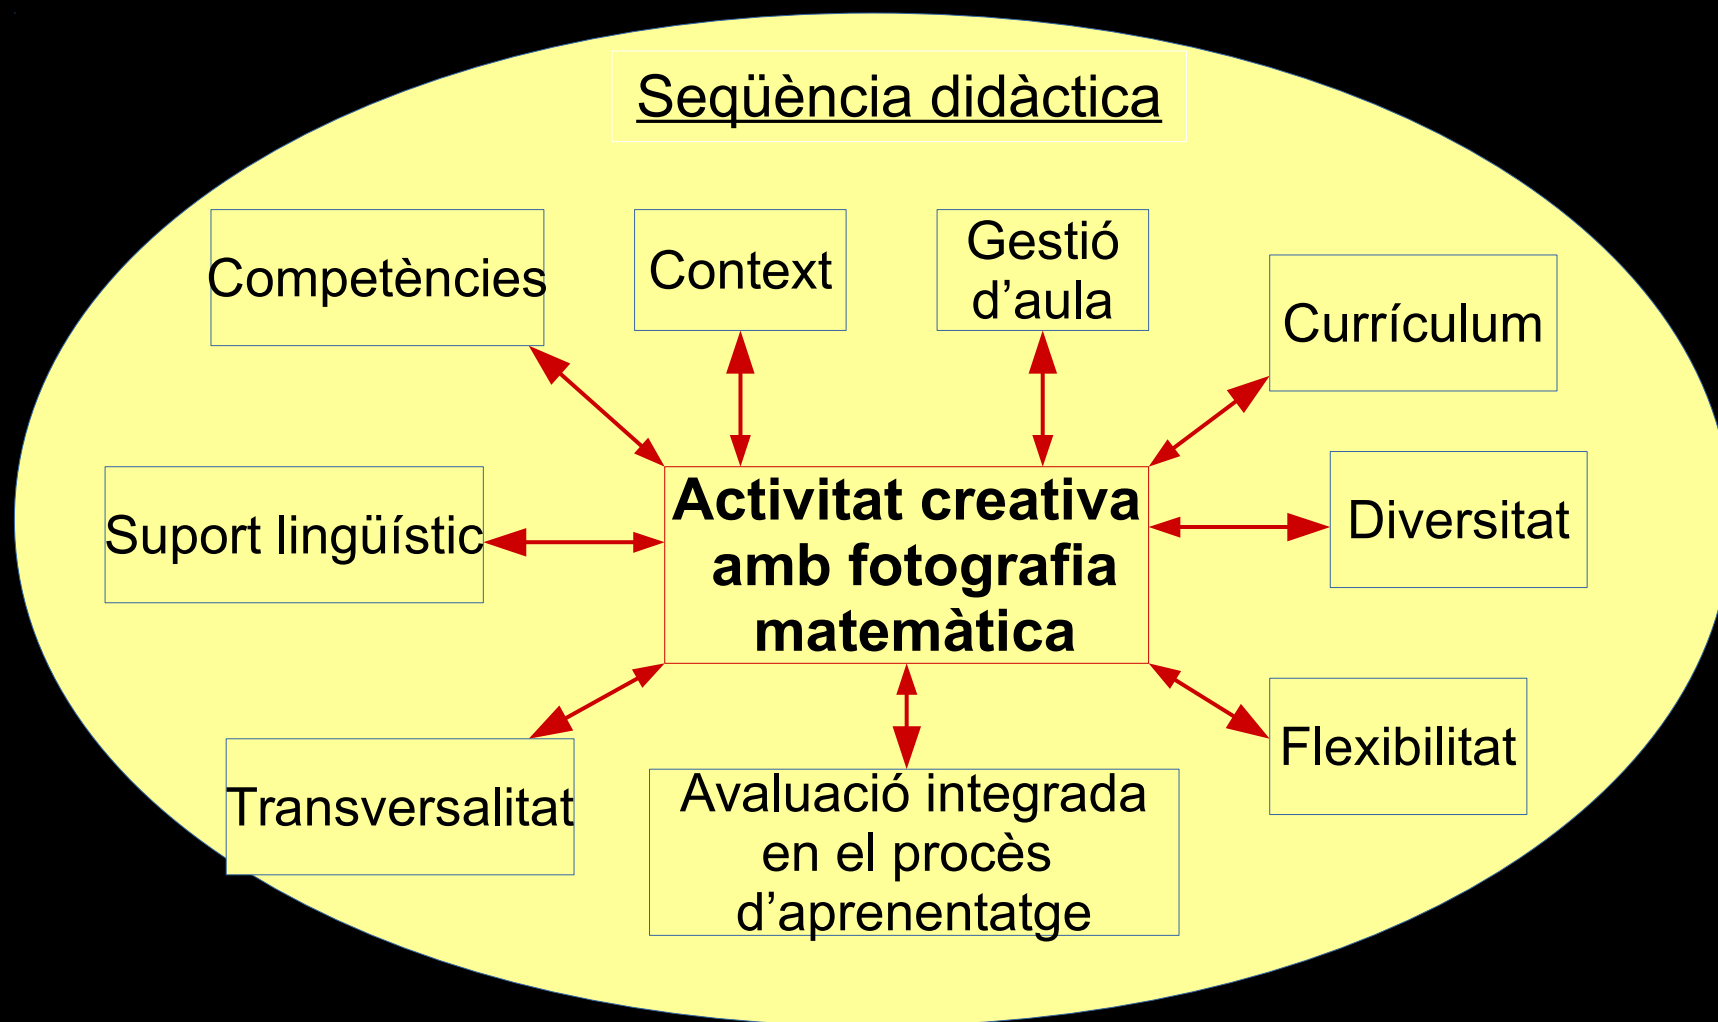 Seqüència didàctica
Competències
Context
Gestió
d’aula
Currículum
Suport lingüístic
Activitat creativa
amb fotografia
matemàtica
Diversitat
Transversalitat
Avaluació integrada
en el procès
d’aprenentatge
Flexibilitat